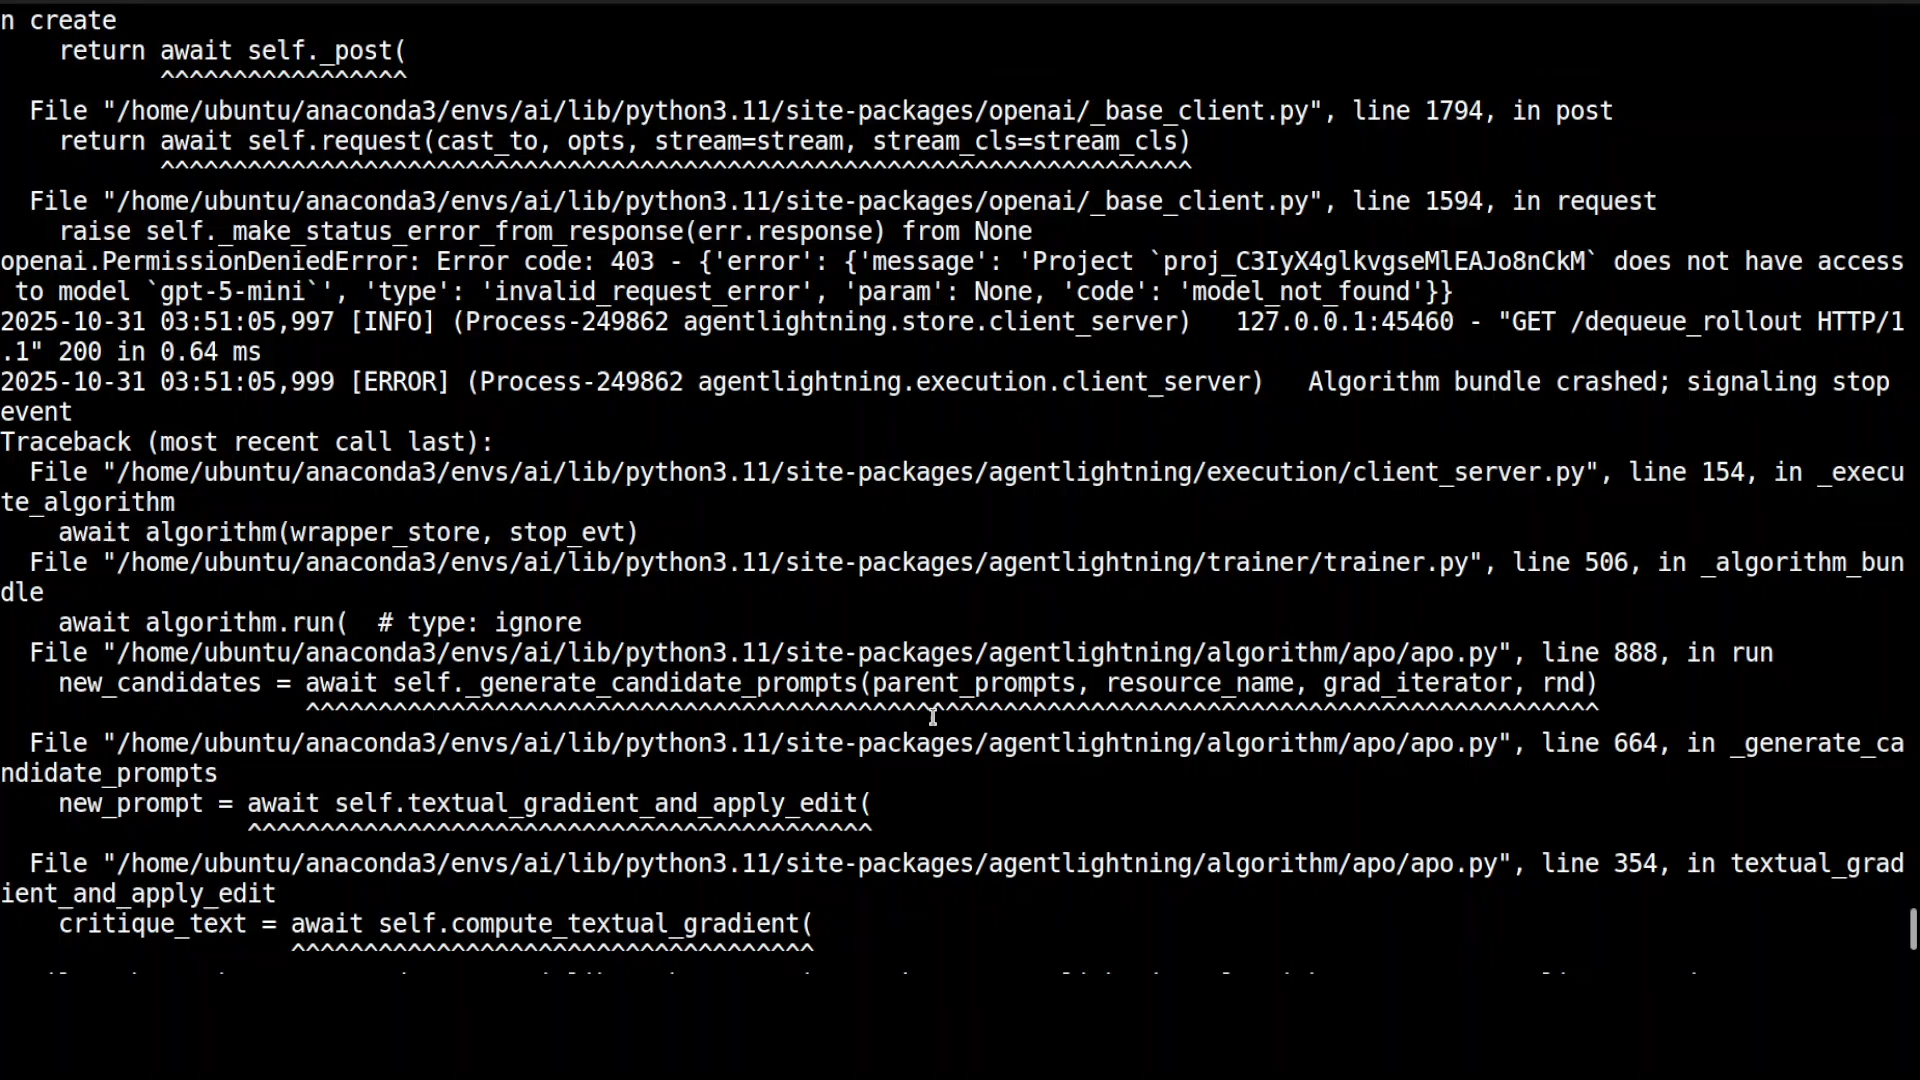 n create
    return await self._post(
           ^^^^^^^^^^^^^^^^^
  File "/home/ubuntu/anaconda3/envs/ai/lib/python3.11/site-packages/openai/_base_client.py", line 1794, in post
    return await self.request(cast_to, opts, stream=stream, stream_cls=stream_cls)
           ^^^^^^^^^^^^^^^^^^^^^^^^^^^^^^^^^^^^^^^^^^^^^^^^^^^^^^^^^^^^^^^^^^^^^^^
  File "/home/ubuntu/anaconda3/envs/ai/lib/python3.11/site-packages/openai/_base_client.py", line 1594, in request
    raise self._make_status_error_from_response(err.response) from None
openai.PermissionDeniedError: Error code: 403 - {'error': {'message': 'Project `proj_C3IyX4glkvgseMlEAJo8nCkM` does not have access
 to model `gpt-5-mini`', 'type': 'invalid_request_error', 'param': None, 'code': 'model_not_found'}}
2025-10-31 03:51:05,997 [INFO] (Process-249862 agentlightning.store.client_server)   127.0.0.1:45460 - "GET /dequeue_rollout HTTP/1
.1" 200 in 0.64 ms
2025-10-31 03:51:05,999 [ERROR] (Process-249862 agentlightning.execution.client_server)   Algorithm bundle crashed; signaling stop
event
Traceback (most recent call last):
  File "/home/ubuntu/anaconda3/envs/ai/lib/python3.11/site-packages/agentlightning/execution/client_server.py", line 154, in _execu
te_algorithm
    await algorithm(wrapper_store, stop_evt)
  File "/home/ubuntu/anaconda3/envs/ai/lib/python3.11/site-packages/agentlightning/trainer/trainer.py", line 506, in _algorithm_bun
dle
    await algorithm.run(  # type: ignore
  File "/home/ubuntu/anaconda3/envs/ai/lib/python3.11/site-packages/agentlightning/algorithm/apo/apo.py", line 888, in run
    new_candidates = await self._generate_candidate_prompts(parent_prompts, resource_name, grad_iterator, rnd)
                     ^^^^^^^^^^^^^^^^^^^^^^^^^^^^^^^^^^^^^^^^^^^^^^^^^^^^^^^^^^^^^^^^^^^^^^^^^^^^^^^^^^^^^^^^^
  File "/home/ubuntu/anaconda3/envs/ai/lib/python3.11/site-packages/agentlightning/algorithm/apo/apo.py", line 664, in _generate_ca
ndidate_prompts
    new_prompt = await self.textual_gradient_and_apply_edit(
                 ^^^^^^^^^^^^^^^^^^^^^^^^^^^^^^^^^^^^^^^^^^^
  File "/home/ubuntu/anaconda3/envs/ai/lib/python3.11/site-packages/agentlightning/algorithm/apo/apo.py", line 354, in textual_grad
ient_and_apply_edit
    critique_text = await self.compute_textual_gradient(
                    ^^^^^^^^^^^^^^^^^^^^^^^^^^^^^^^^^^^^